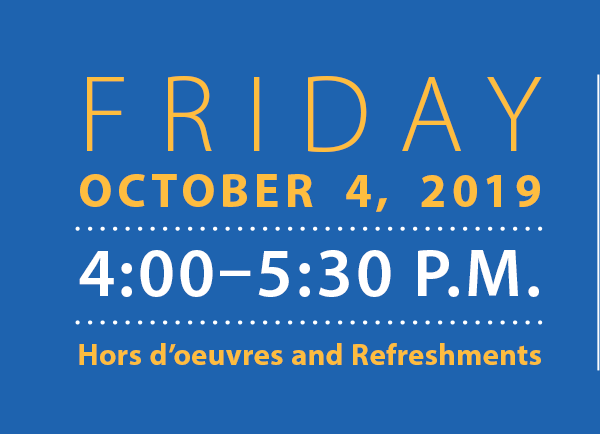 FRIDAY
OCTOBER 4, 2019
4:00–5:30 P.M.
Hors d’oeuvres and Refreshments